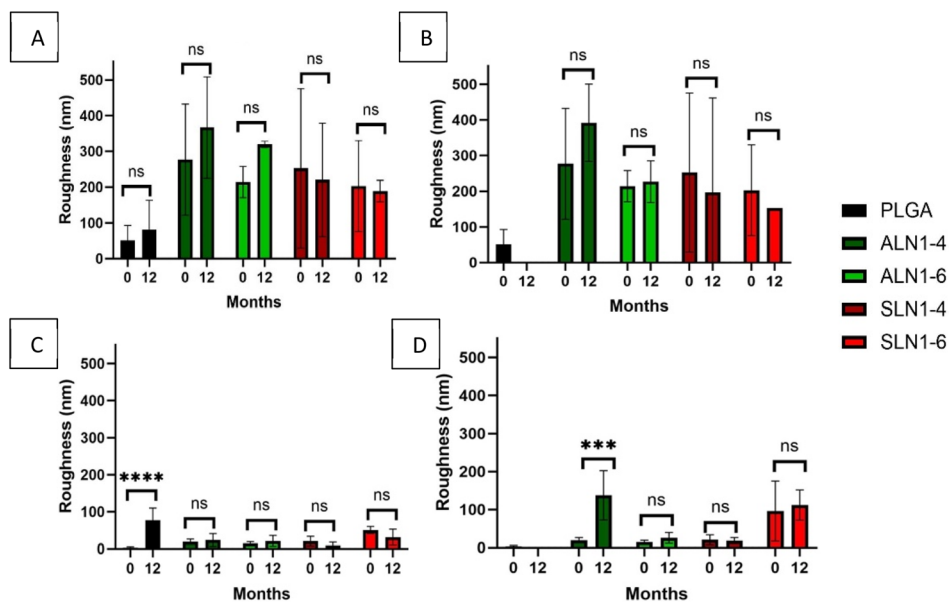 A
ns
ns
ns
ns
ns
500
400
300
200
100
0
Roughness (nm)
0 12 0 12 0 12 0 12 0 12
Months
B
ns
ns
ns
ns
500
400
300
200
100
0
Roughness (nm)
0 12 0 12 0 12 0 12 0 12
Months
PLGA
ALN1-4
ALN1-6
SLN1-4
SLN1-6
C
****
ns
ns
ns
ns
500
400
300
200
100
0
Roughness (nm)
0 12 0 12 0 12 0 12 0 12
Months
D
***
ns
ns
ns
500
400
300
200
100
0
Roughness (nm)
0 12 0 12 0 12 0 12 0 12
Months